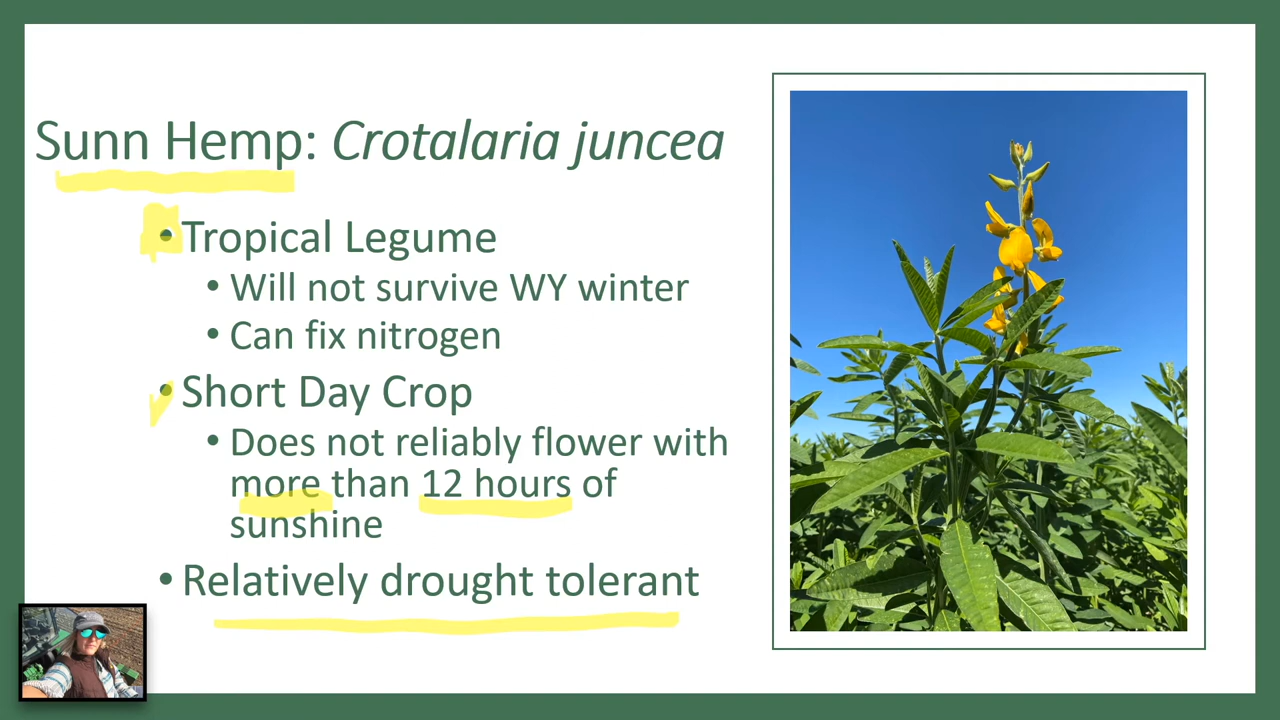 Sunn Hemp: Crotalaria juncea
• Tropical Legume
• Will not survive WY winter
• Can fix nitrogen
• Short Day Crop
• Does not reliably flower with
more than 12 hours of
sunshine
• Relatively drought tolerant